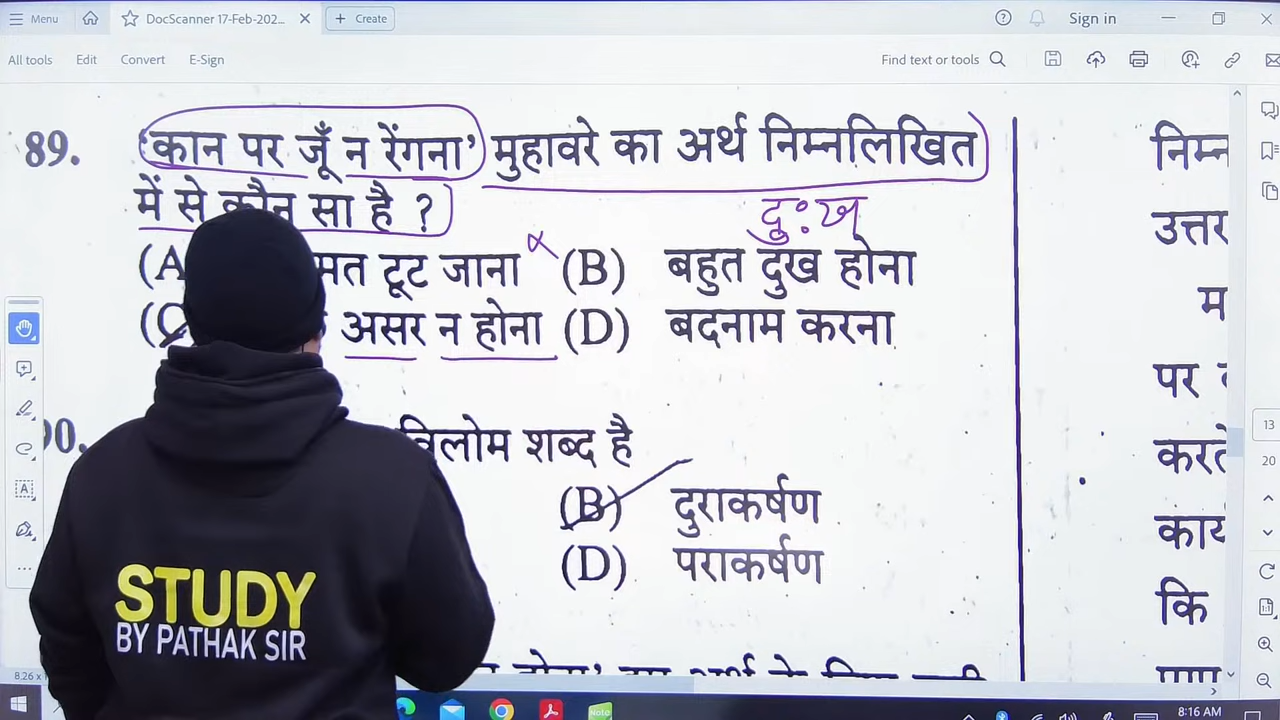 Menu
DocScanner 17-Feb-202...
Create
Sign in
All tools
Edit
Convert
E-Sign
Find text or tools
89. 'कान पर जूँ न रेंगना' मुहावरे का अर्थ निम्नलिखित
में से कौन सा है ?
दुःख
मत टूट जाना (B) बहुत दुख होना
असर न होना (D) बदनाम करना
विलोम शब्द है
(B) दुराकर्षण
(D) पराकर्षण
निम्न
उत्तर
पर
कि
13
20
STUDY
BY PATHAK SIR
8:16 AM